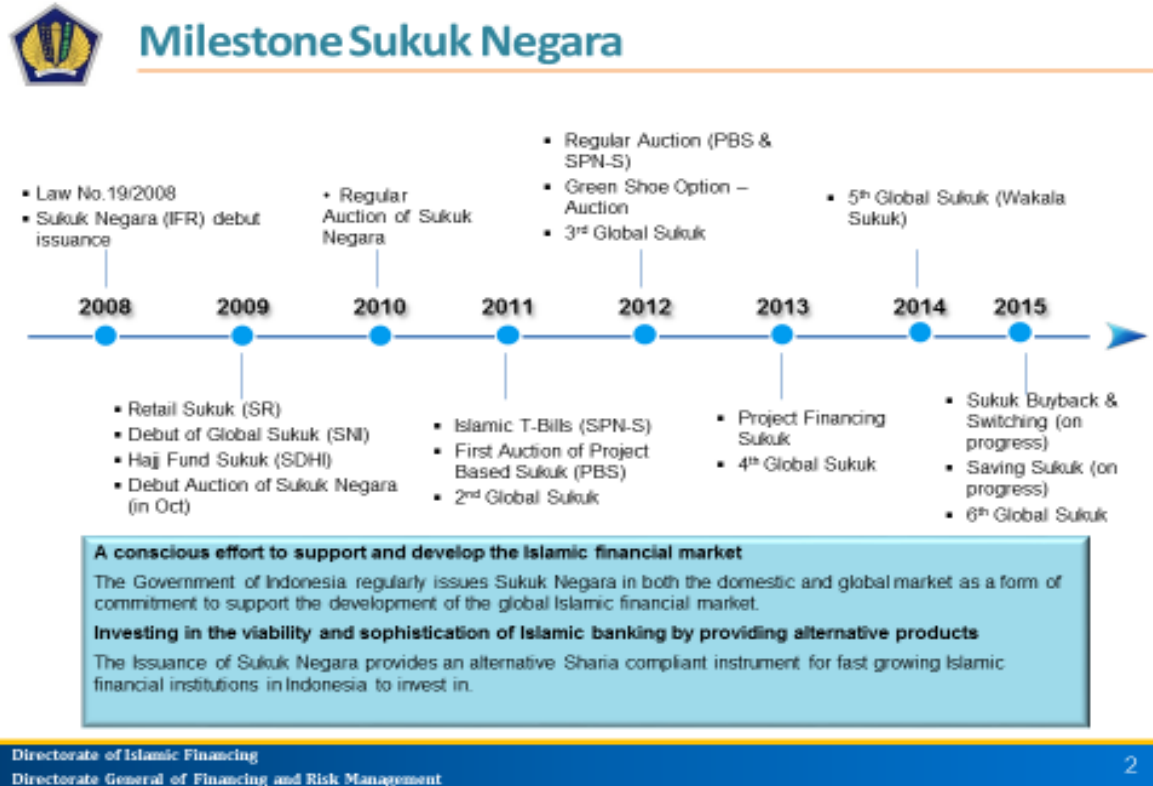 Milestone Sukuk Negara
▪ Law No.19/2008
▪ Sukuk Negara (IFR) debut
issuance
• Regular
Auction of Sukuk
Negara
▪ Regular Auction (PBS &
SPN-S)
▪ Green Shoe Option –
Auction
▪ 3rd Global Sukuk
▪ 5th Global Sukuk (Wakala
Sukuk)
2008 2009 2010 2011 2012 2013 2014 2015
▪ Retail Sukuk (SR)
▪ Debut of Global Sukuk (SNI)
▪ Hajj Fund Sukuk (SDHI)
▪ Debut Auction of Sukuk Negara
(in Oct)
▪ Islamic T-Bills (SPN-S)
▪ First Auction of Project
Based Sukuk (PBS)
▪ 2nd Global Sukuk
▪ Project Financing
Sukuk
▪ 4th Global Sukuk
▪ Sukuk Buyback &
Switching (on
progress)
▪ Saving Sukuk (on
progress)
▪ 6th Global Sukuk
A conscious effort to support and develop the Islamic financial market
The Government of Indonesia regularly issues Sukuk Negara in both the domestic and global market as a form of
commitment to support the development of the global Islamic financial market.
Investing in the viability and sophistication of Islamic banking by providing alternative products
The Issuance of Sukuk Negara provides an alternative Sharia compliant instrument for fast growing Islamic
financial institutions in Indonesia to invest in.
Directorate of Islamic Financing
Directorate General of Financing and Risk Management
2